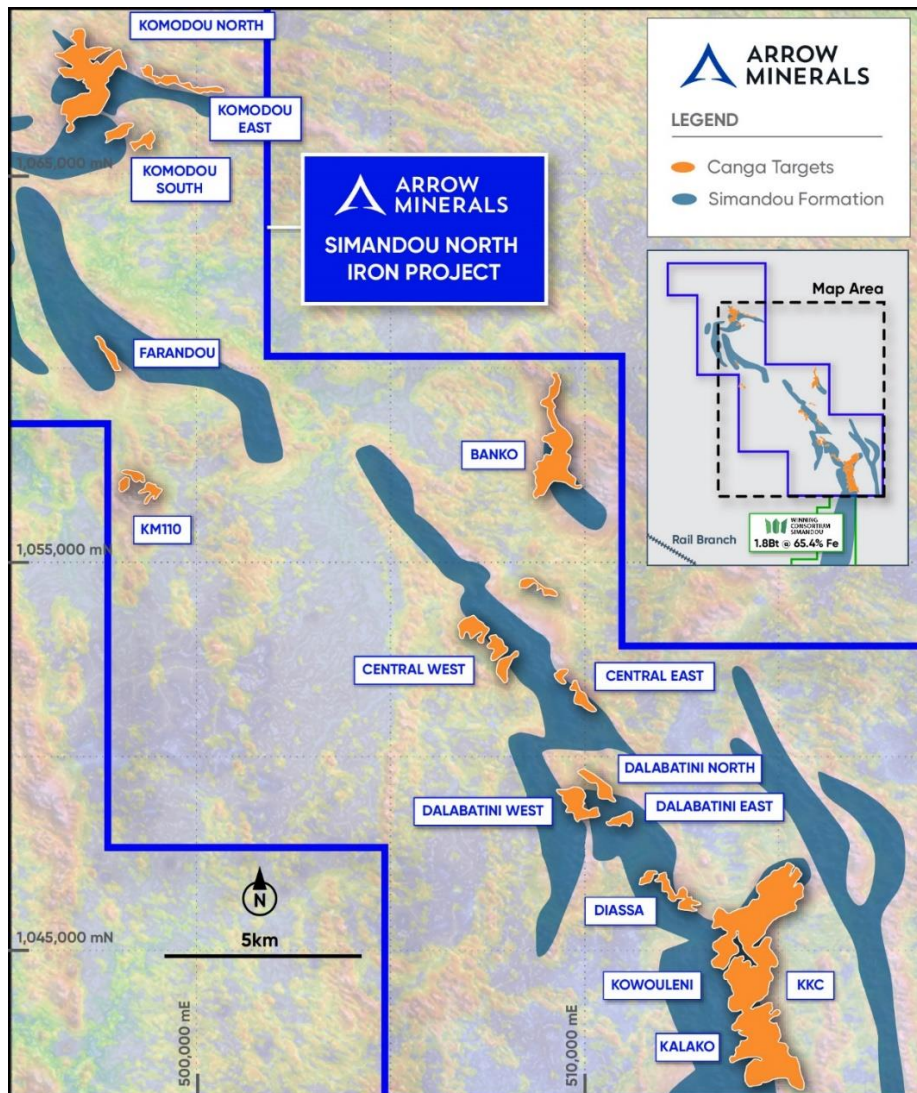 KOMODOU NORTH
KOMODOU
EAST
KOMODOU
SOUTH
1,065,000 mN
ARROW
MINERALS
SIMANDOU NORTH
IRON PROJECT
ARROW
MINERALS
LEGEND
Canga Targets
Simandou Formation
Map Area
WINNING
CONSORTIUM
SIMANDOU
1.8Bt @ 65.4% Fe
Rail Branch
FARANDOU
BANKO
KM110
1,055,000 mN
CENTRAL WEST
CENTRAL EAST
DALABATINI NORTH
DALABATINI WEST
DALABATINI EAST
DIASSA
N
5km
1,045,000 mN
KOWOULENI
KKC
KALAKO
500,000 mE
510,000 mE